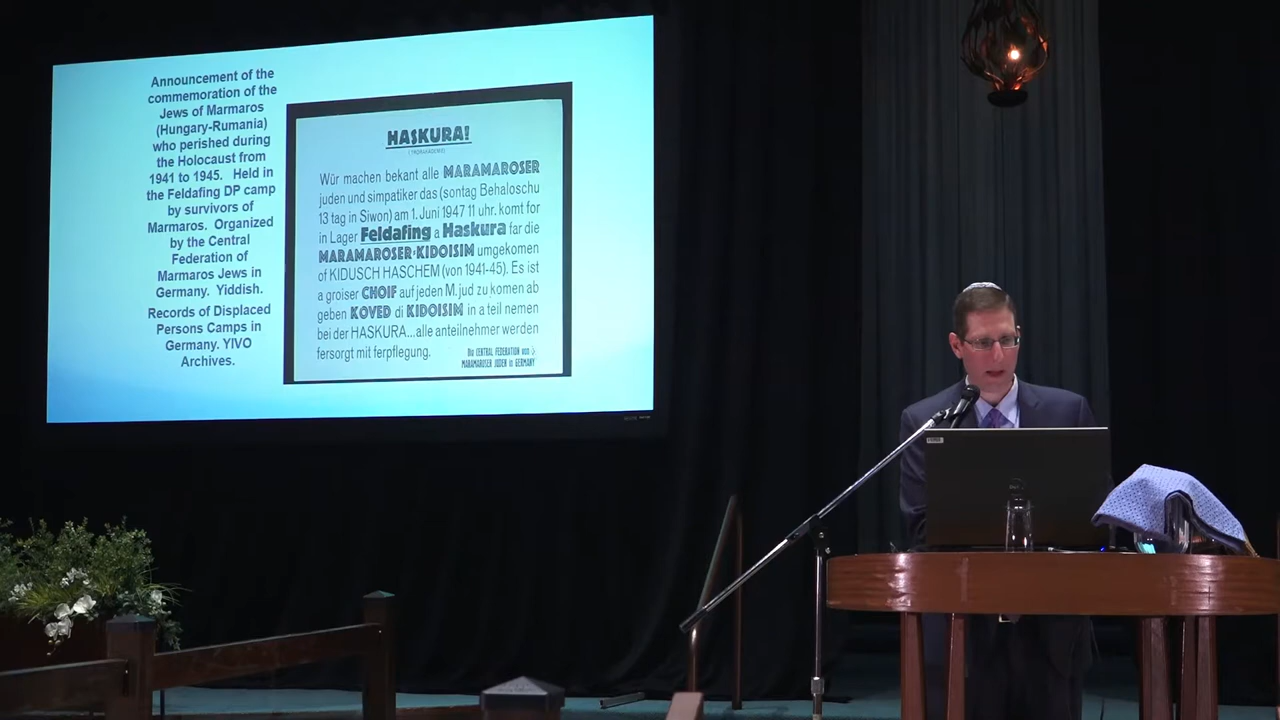 Announcement of the
commemoration of the
Jews of Marmaros
(Hungary-Rumania)
who perished during
the Holocaust from
1941 to 1945. Held in
the Feldafing DP camp
by survivors of
Marmaros. Organized
by the Central
Federation of
Marmaros Jews in
Germany. Yiddish.
Records of Displaced
Persons Camps in
Germany. YIVO
Archives.
HASKURA!
Wür machen bekant alle MARAMAROSER
juden und simpatiker das (sontag Behaloschu
13 tag in Siwon) am 1. Juni 1947 11 uhr. komt for
in Lager Feldafing a Haskura far die
MARAMAROSER-KIDOISIM umgekomen
of KIDUSCH HASCHEM (von 1941-45). Es ist
a groiser CHOIF auf jeden M. jud zu komen ab
geben KOVED di KIDOISIM in a teil nemen
bei der HASKURA...alle anteilnehmer werden
fersorgt mit ferpflegung.
Die CENTRAL FEDERATION von
MARAMAROSER JUDEN in GERMANY